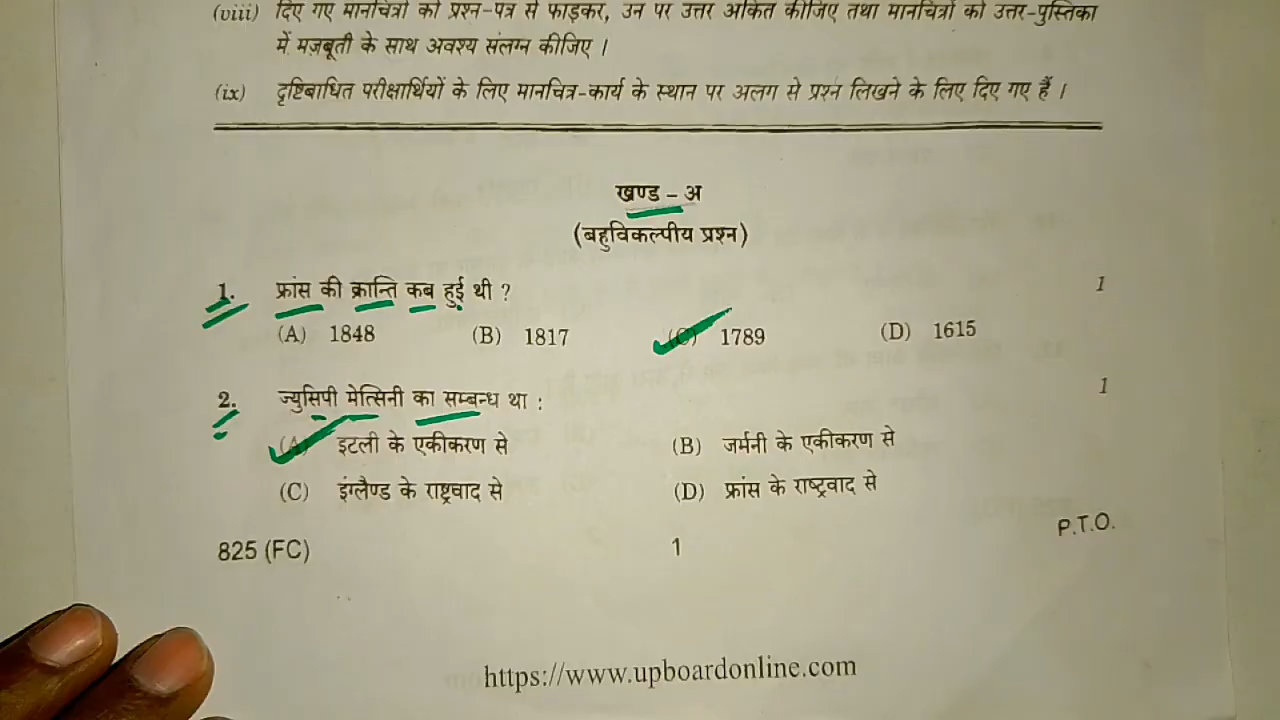 (viii) दिए गए मानचित्रों को प्रश्न-पत्र से फाड़कर, उन पर उत्तर अंकित कीजिए तथा मानचित्रों को उत्तर-पुस्तिका
में मज़बूती के साथ अवश्य संलग्न कीजिए ।
(ix) दृष्टिबाधित परीक्षार्थियों के लिए मानचित्र-कार्य के स्थान पर अलग से प्रश्न लिखने के लिए दिए गए हैं ।
खण्ड – अ
(बहुविकल्पीय प्रश्न)
1. फ्रांस की क्रान्ति कब हुई थी ? 1
(A) 1848 (B) 1817 (C) 1789 (D) 1615
2. ज्युसिपी मेत्सिनी का सम्बन्ध था : 1
(A) इटली के एकीकरण से (B) जर्मनी के एकीकरण से
(C) इंग्लैण्ड के राष्ट्रवाद से (D) फ्रांस के राष्ट्रवाद से
825 (FC) 1 P.T.O.
https://www.upboardonline.com